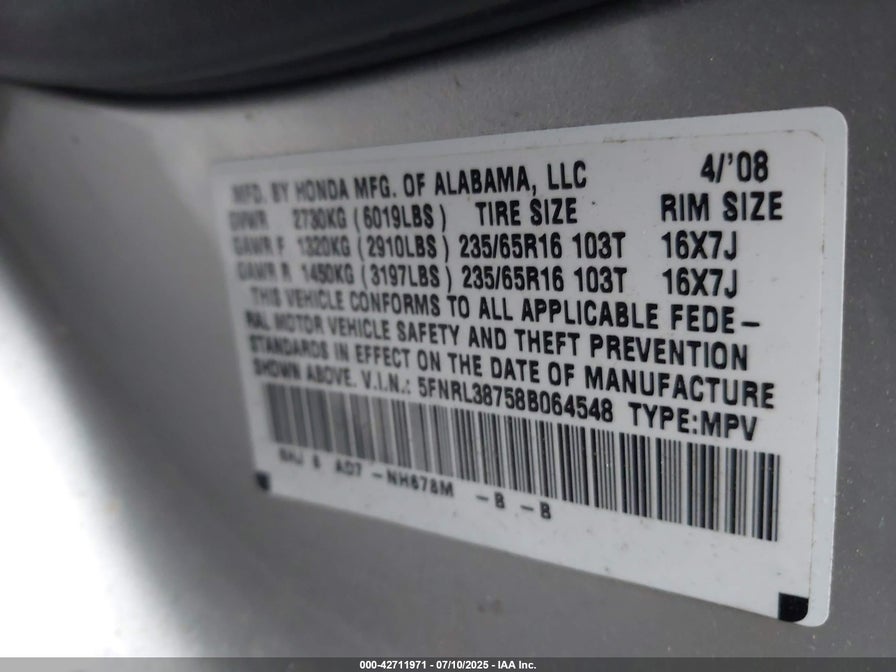 MFD. BY HONDA MFG. OF ALABAMA, LLC 4/'08
GVWR 2730KG (6019LBS) TIRE SIZE RIM SIZE
GAWR F 1320KG (2910LBS) 235/65R16 103T 16X7J
GAWR R 1450KG (3197LBS) 235/65R16 103T 16X7J
THIS VEHICLE CONFORMS TO ALL APPLICABLE FEDE-
RAL MOTOR VEHICLE SAFETY AND THEFT PREVENTION
STANDARDS IN EFFECT ON THE DATE OF MANUFACTURE
SHOWN ABOVE. V.I.N.: 5FNRL38758B064548 TYPE:MPV
AD7 -NH678M -B -B
000-42711971 - 07/10/2025 - IAA Inc.